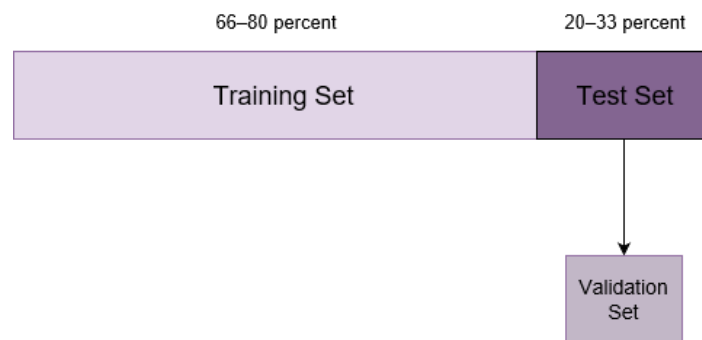 66–80 percent
20–33 percent
Training Set
Test Set
Validation
Set